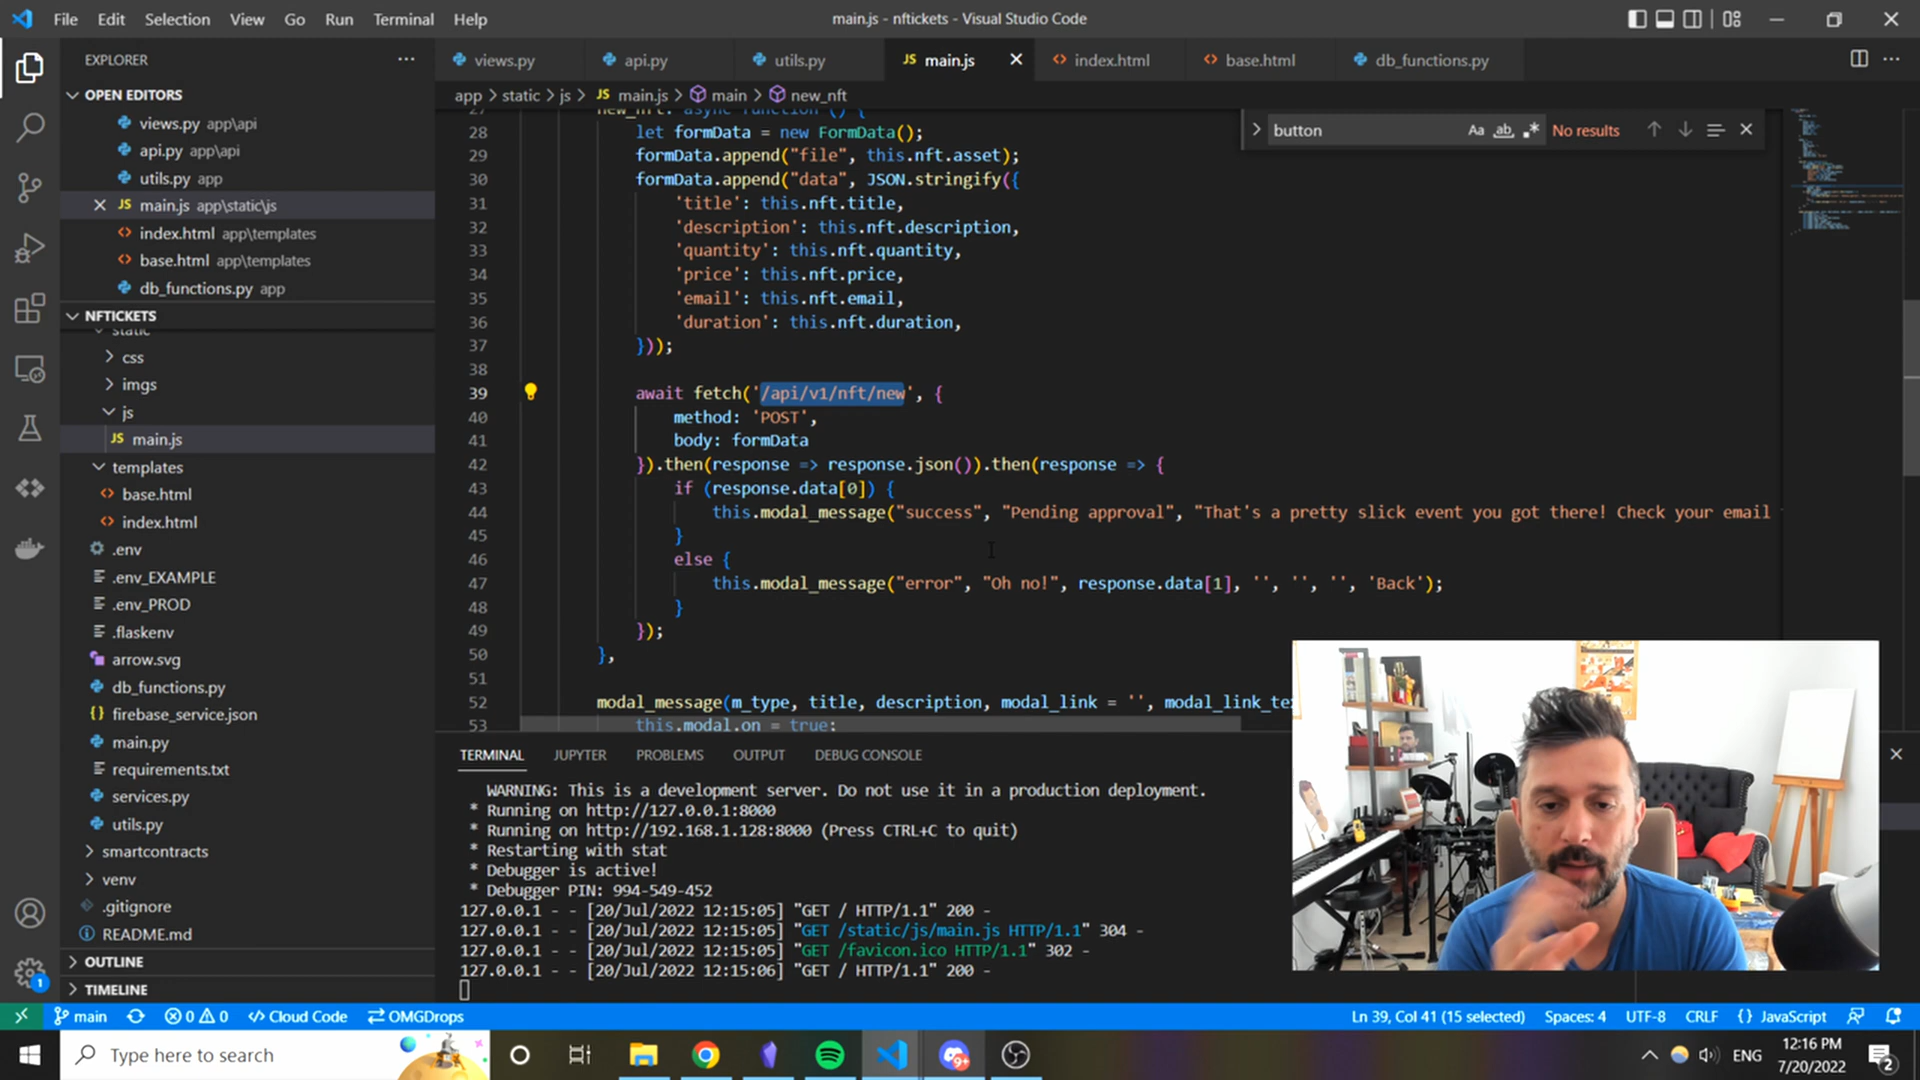 File Edit Selection View Go Run Terminal Help
main.js - nftickets - Visual Studio Code
EXPLORER
views.py
api.py
utils.py
JS main.js
index.html
base.html
db_functions.py
OPEN EDITORS
app > static > js > JS main.js > main > new_nft
views.py app\api
api.py app\api
utils.py app
JS main.js app\static\js
index.html app\templates
base.html app\templates
db_functions.py app
NFTICKETS
static
css
imgs
js
JS main.js
templates
base.html
index.html
.env
.env_EXAMPLE
.env_PROD
.flaskenv
arrow.svg
db_functions.py
firebase_service.json
main.py
requirements.txt
services.py
utils.py
smartcontracts
venv
.gitignore
README.md
OUTLINE
TIMELINE
button Aa ab No results
27 new_nft: async function () {
28 let formData = new FormData();
29 formData.append("file", this.nft.asset);
30 formData.append("data", JSON.stringify({
31 'title': this.nft.title,
32 'description': this.nft.description,
33 'quantity': this.nft.quantity,
34 'price': this.nft.price,
35 'email': this.nft.email,
36 'duration': this.nft.duration,
37 }));
38
39 await fetch('/api/v1/nft/new', {
40 method: 'POST',
41 body: formData
42 }).then(response => response.json()).then(response => {
43 if (response.data[0]) {
44 this.modal_message("success", "Pending approval", "That's a pretty slick event you got there! Check your email
45 }
46 else {
47 this.modal_message("error", "Oh no!", response.data[1], '', '', '', 'Back');
48 }
49 });
50 },
51
52 modal_message(m_type, title, description, modal_link = '', modal_link_te
53 this.modal.on = true;
TERMINAL JUPYTER PROBLEMS OUTPUT DEBUG CONSOLE
WARNING: This is a development server. Do not use it in a production deployment.
* Running on http://127.0.0.1:8000
* Running on http://192.168.1.128:8000 (Press CTRL+C to quit)
* Restarting with stat
* Debugger is active!
* Debugger PIN: 994-549-452
127.0.0.1 - - [20/Jul/2022 12:15:05] "GET / HTTP/1.1" 200 -
127.0.0.1 - - [20/Jul/2022 12:15:05] "GET /static/js/main.js HTTP/1.1" 304 -
127.0.0.1 - - [20/Jul/2022 12:15:05] "GET /favicon.ico HTTP/1.1" 302 -
127.0.0.1 - - [20/Jul/2022 12:15:06] "GET / HTTP/1.1" 200 -
1
main 0 0 Cloud Code OMGDrops
Ln 39, Col 41 (15 selected) Spaces: 4 UTF-8 CRLF {} JavaScript
Type here to search
9+
ENG
12:16 PM
7/20/2022
2